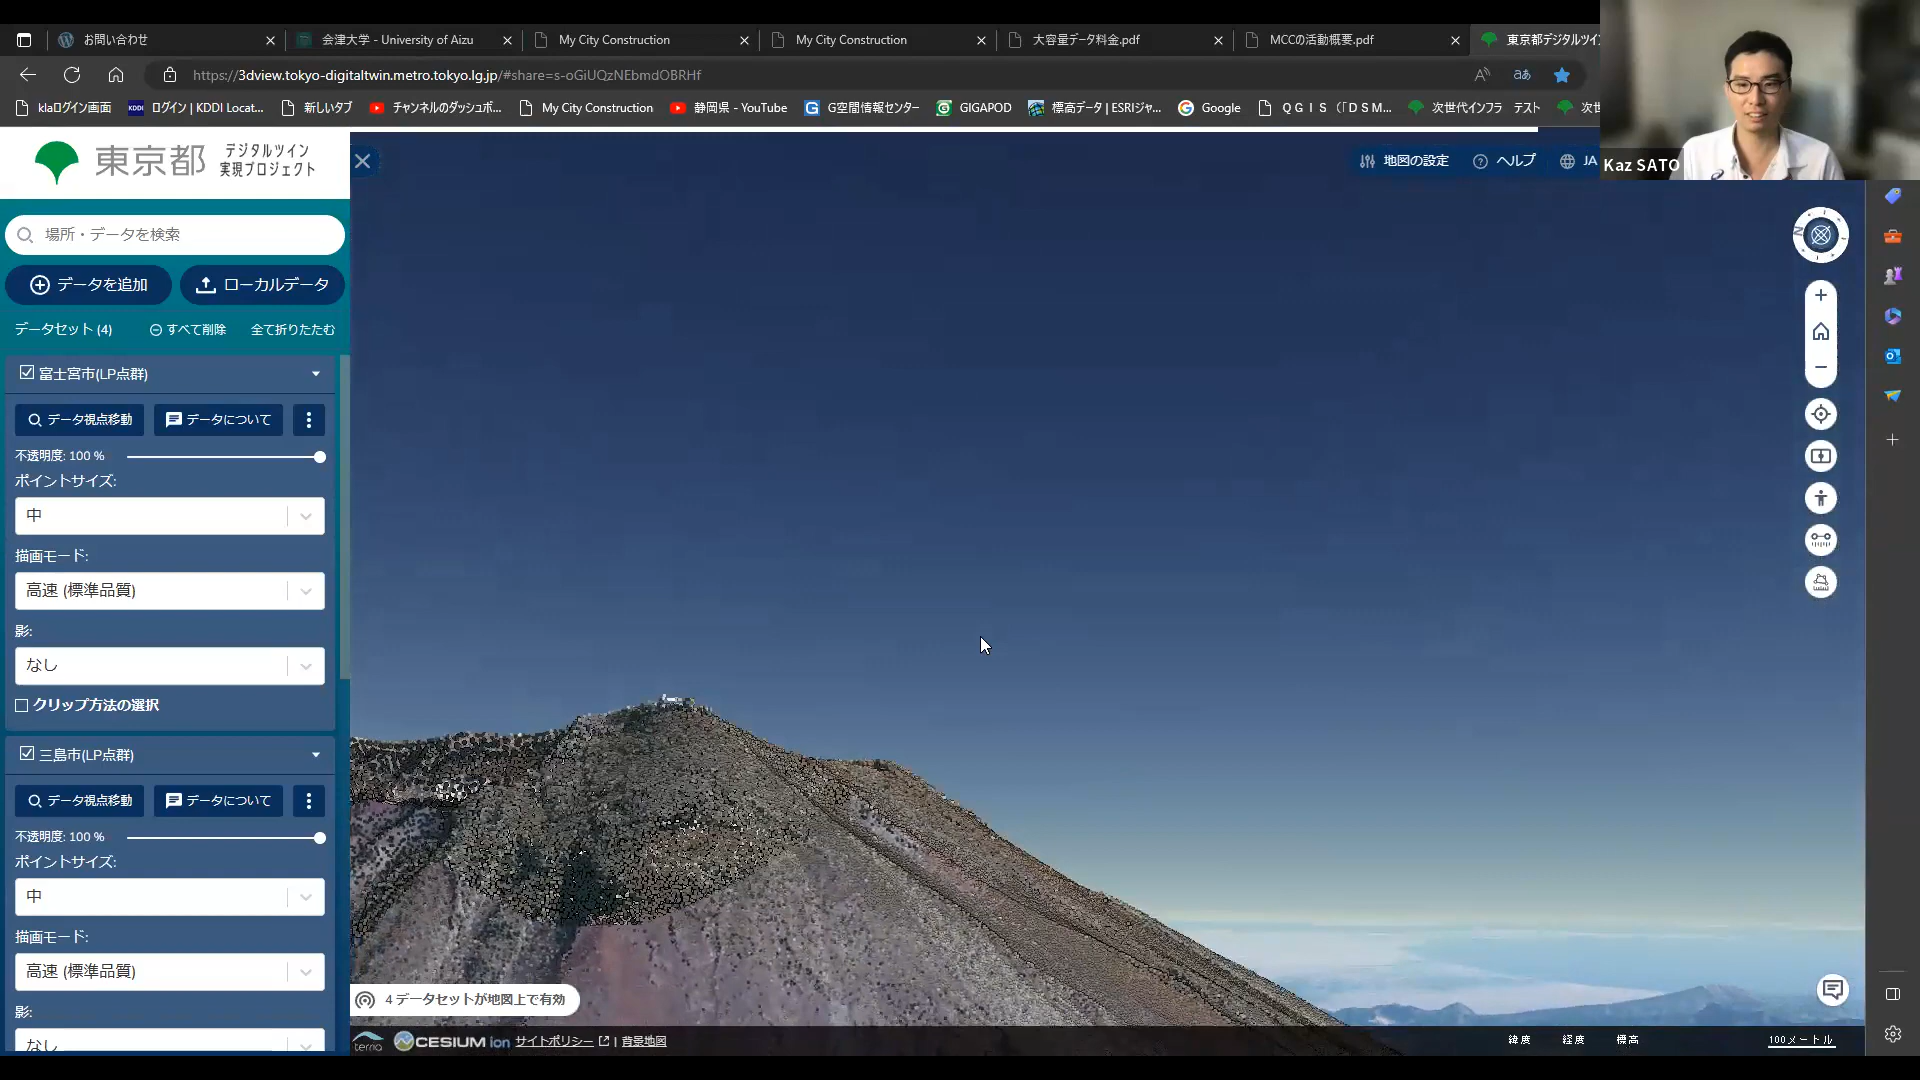 お問い合わせ
会津大学 - University of Aizu
My City Construction
My City Construction
大容量データ料金.pdf
MCCの活動概要.pdf
東京都デジタルツイン
https://3dview.tokyo-digitaltwin.metro.tokyo.lg.jp/#share=s-oGiUQzNEbmdOBRHf
klaログイン画面
KDDI
ログイン | KDDI Locat...
新しいタブ
チャンネルのダッシュボ...
My City Construction
静岡県 - YouTube
G空間情報センター
GIGAPOD
標高データ | ESRIジャ...
Google
ＱＧＩＳ（「ＤＳＭ...
次世代インフラ テスト
次世
東京都
デジタルツイン
実現プロジェクト
地図の設定
ヘルプ
JA
Kaz SATO
場所・データを検索
データを追加
ローカルデータ
データセット (4)
すべて削除
全て折りたたむ
富士宮市(LP点群)
データ視点移動
データについて
不透明度: 100 %
ポイントサイズ:
中
描画モード:
高速 (標準品質)
影:
なし
クリップ方法の選択
三島市(LP点群)
データ視点移動
データについて
不透明度: 100 %
ポイントサイズ:
中
描画モード:
高速 (標準品質)
影:
なし
N
4 データセットが地図上で有効
terria
CESIUM ion
サイトポリシー
|
背景地図
緯度
経度
標高
100メートル